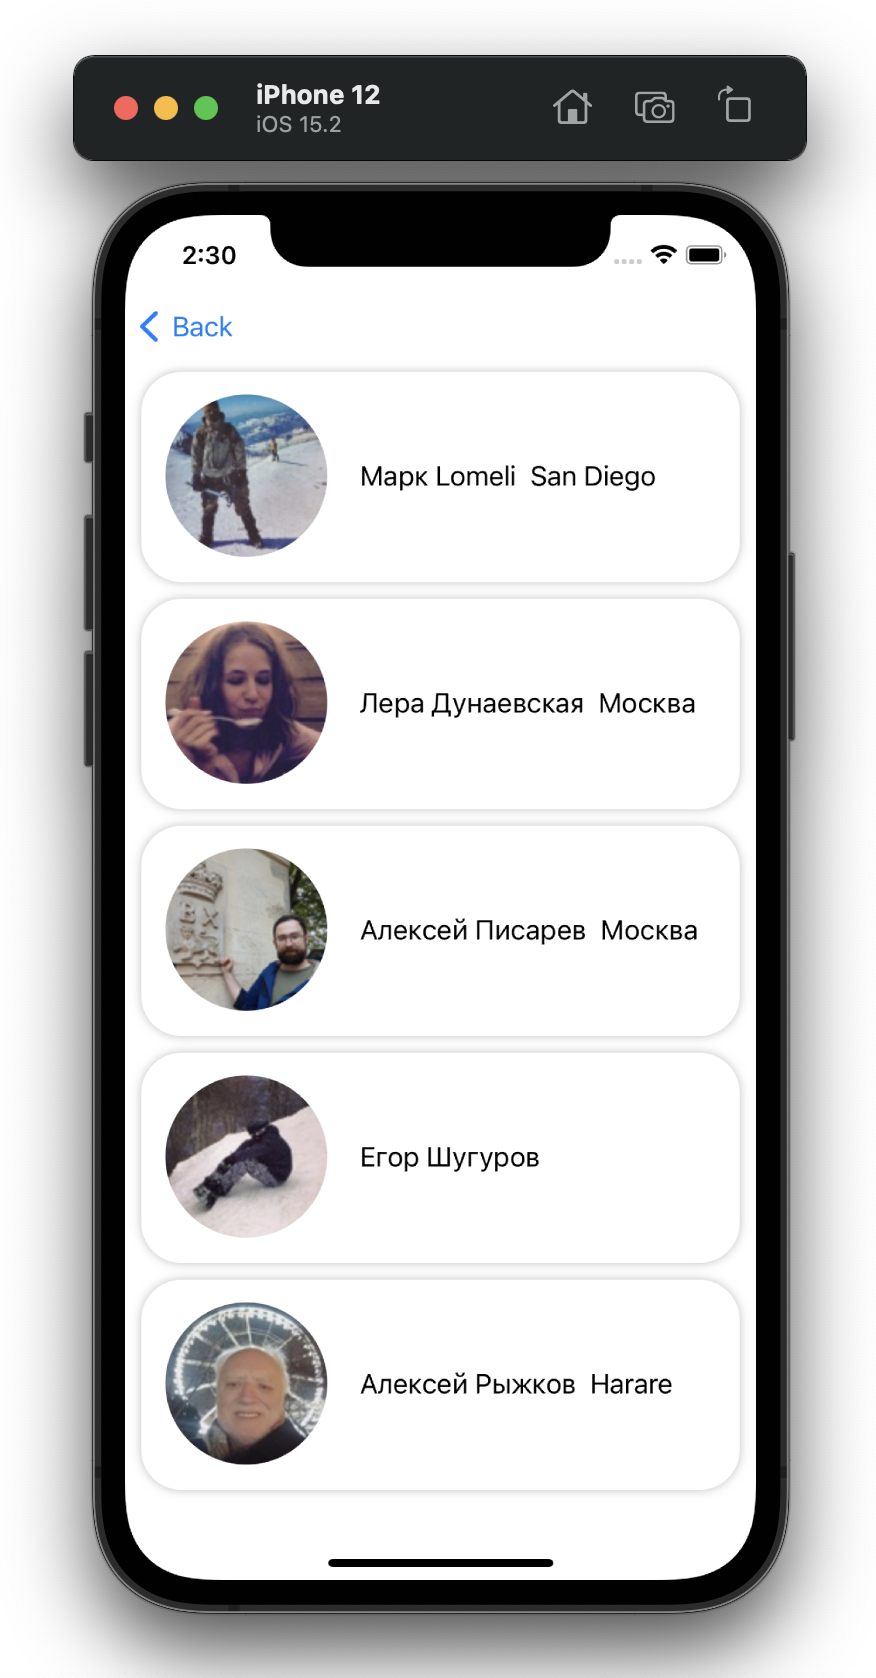 iPhone 12
iOS 15.2
2:30
Back
Марк Lomeli San Diego
Лера Дунаевская Москва
B X
Алексей Писарев Москва
Егор Шугуров
Алексей Рыжков Harare